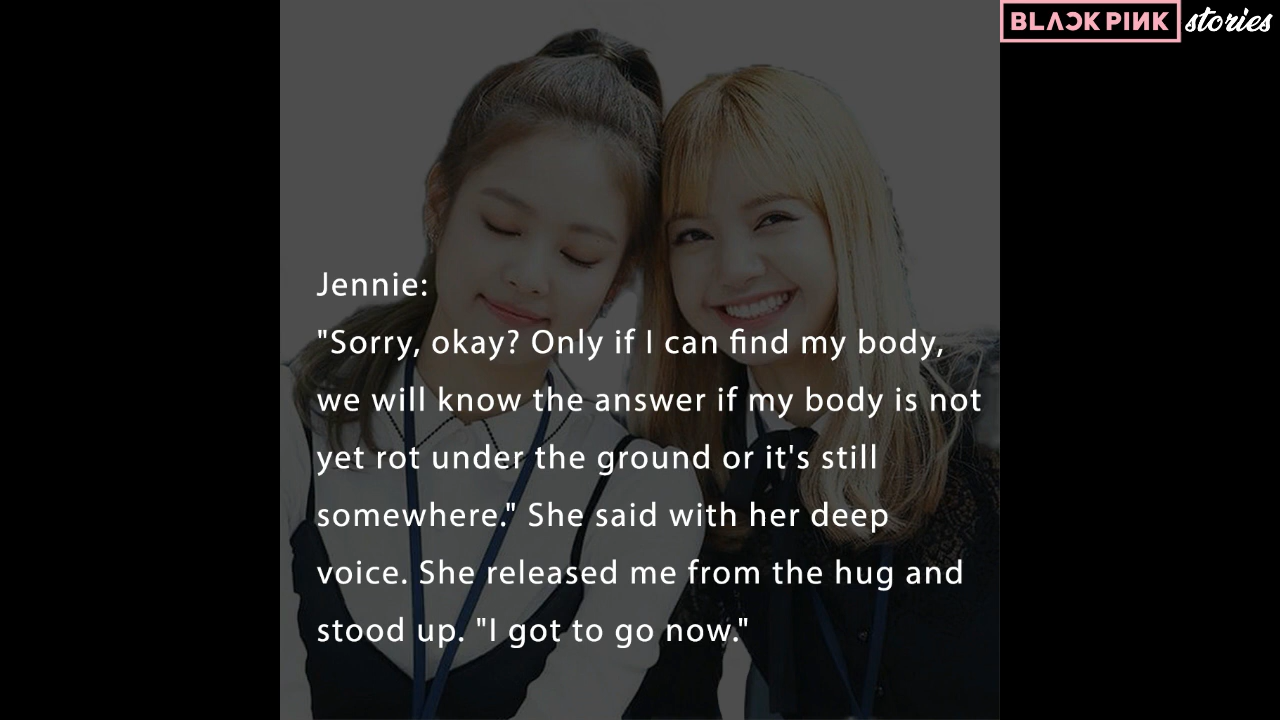 BLACKPINK stories
Jennie:
"Sorry, okay? Only if I can find my body,
we will know the answer if my body is not
yet rot under the ground or it's still
somewhere." She said with her deep
voice. She released me from the hug and
stood up. "I got to go now."